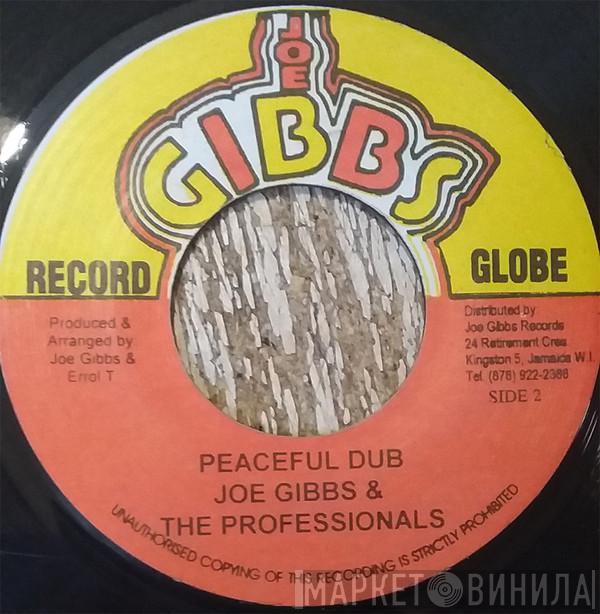 JOE
GIBBS
RECORD
GLOBE
Produced &
Arranged by
Joe Gibbs &
Errol T
Distributed by
Joe Gibbs Records
24 Retirement Cres.
Kingston 5, Jamaica W.I.
Tel. (876) 922-2386
SIDE 2
PEACEFUL DUB
JOE GIBBS &
THE PROFESSIONALS
UNAUTHORISED COPYING OF THIS RECORDING IS STRICTLY PROHIBITED
МАРКЕТ ВИНИЛА